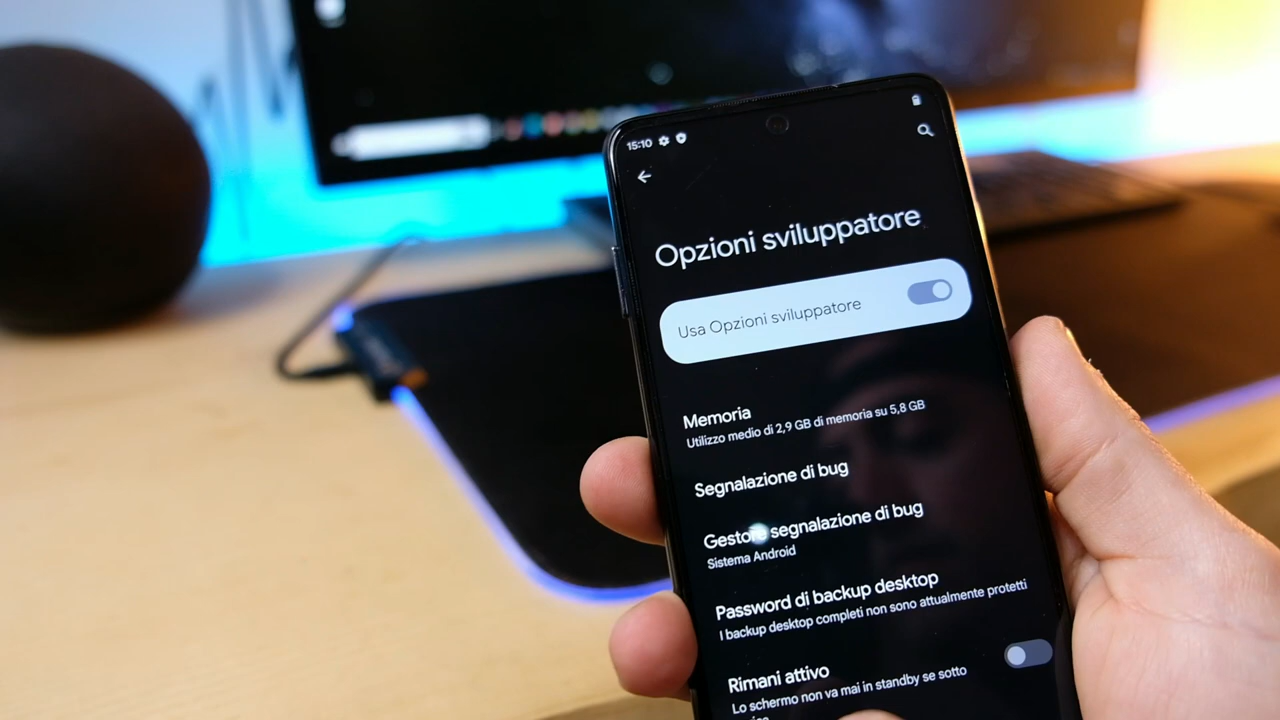 15:10
Opzioni sviluppatore
Usa Opzioni sviluppatore
Memoria
Utilizzo medio di 2,9 GB di memoria su 5,8 GB
Segnalazione di bug
Gestore segnalazione di bug
Sistema Android
Password di backup desktop
I backup desktop completi non sono attualmente protetti
Rimani attivo
Lo schermo non va mai in standby se sotto